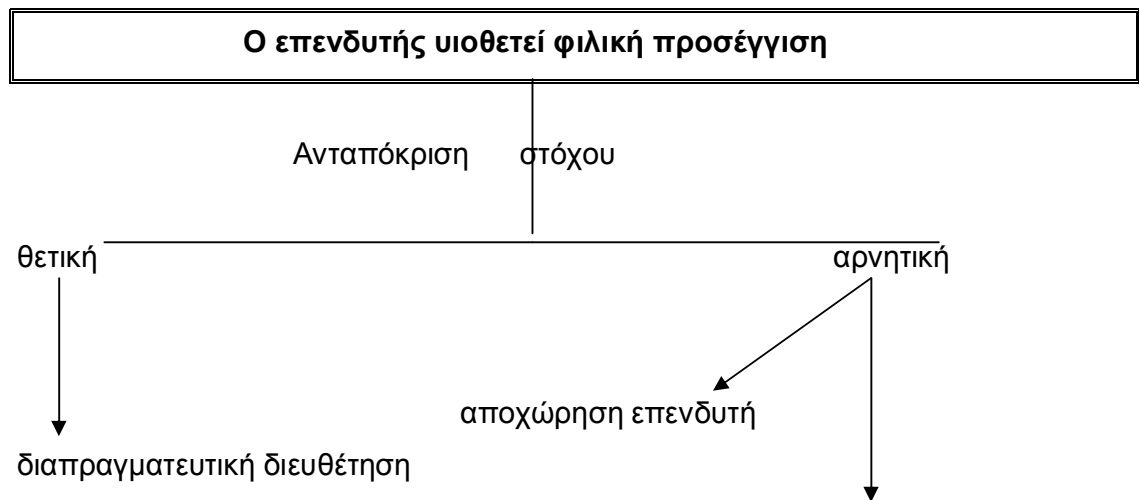 Ο επενδυτής υιοθετεί φιλική προσέγγιση
Ανταπόκριση στόχου
θετική αρνητική
αποχώρηση επενδυτή
διαπραγματευτική διευθέτηση